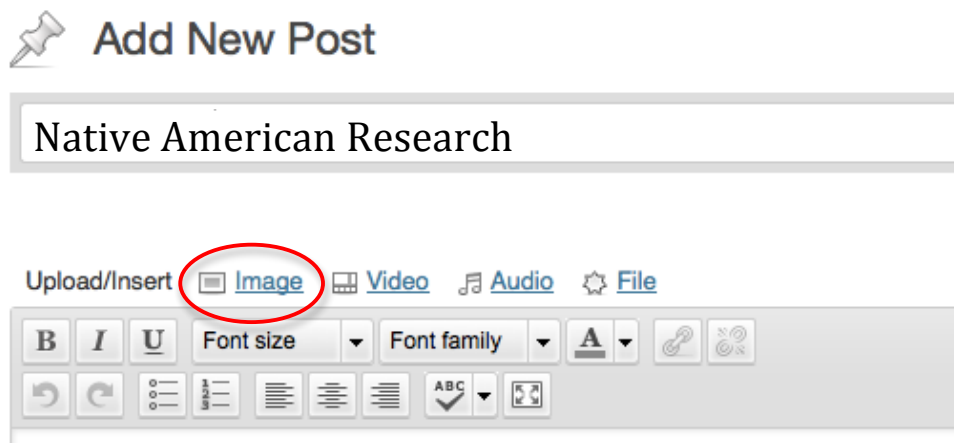 Add New Post
Native American Research
Upload/Insert Image Video Audio File
B I U Font size Font family A
ABC